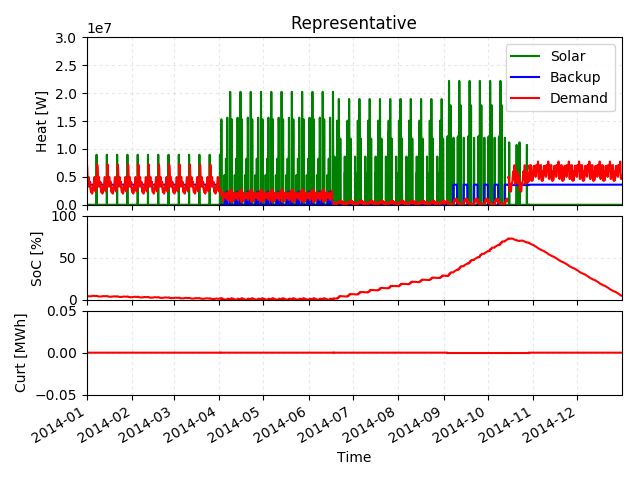 Representative
1e7
3.0
2.5
2.0
1.5
1.0
0.5
0.0
Heat [W]
Solar
Backup
Demand
100
50
0
SoC [%]
0.05
0.00
−0.05
Curt [MWh]
2014-01
2014-02
2014-03
2014-04
2014-05
2014-06
2014-07
2014-08
2014-09
2014-10
2014-11
2014-12
Time